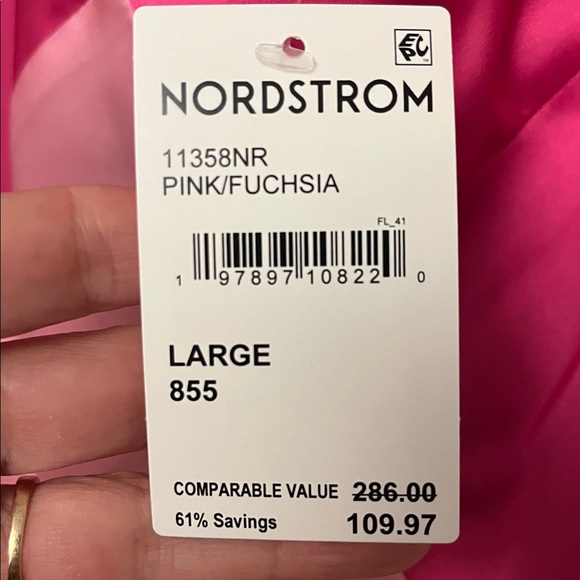 EPC
NORDSTROM
11358NR
PINK/FUCHSIA
FL_41
1 97897 10822 0
LARGE
855
COMPARABLE VALUE 286.00
61% Savings 109.97